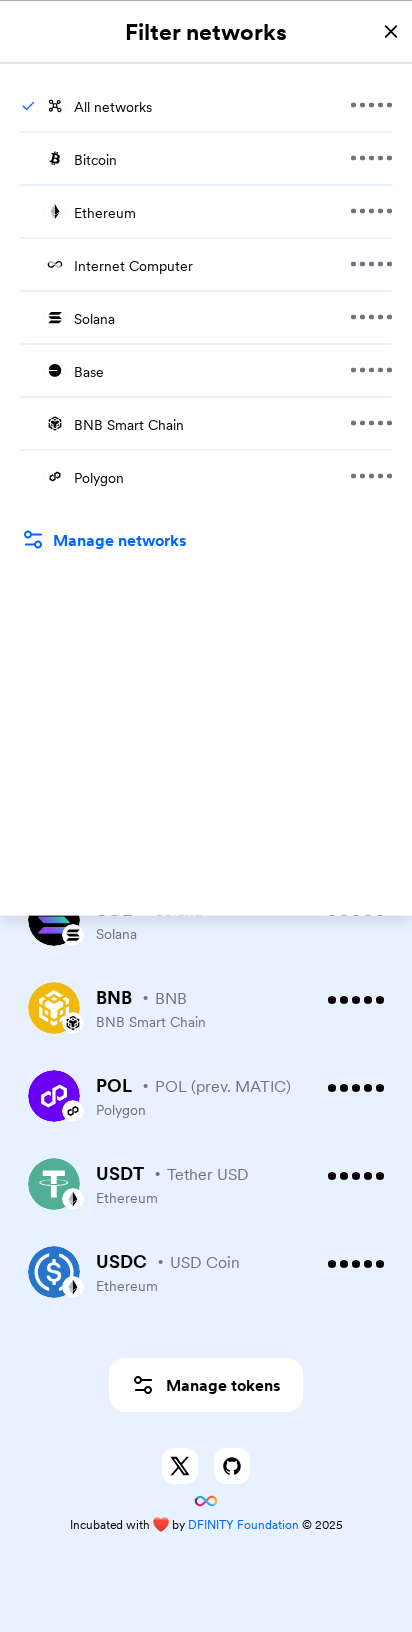 Filter networks
All networks •••••
Bitcoin •••••
Ethereum •••••
Internet Computer •••••
Solana •••••
Base •••••
BNB Smart Chain •••••
Polygon •••••
Manage networks
Solana
BNB • BNB •••••
BNB Smart Chain
POL • POL (prev. MATIC) •••••
Polygon
USDT • Tether USD •••••
Ethereum
USDC • USD Coin •••••
Ethereum
Manage tokens
Incubated with ❤️ by DFINITY Foundation © 2025